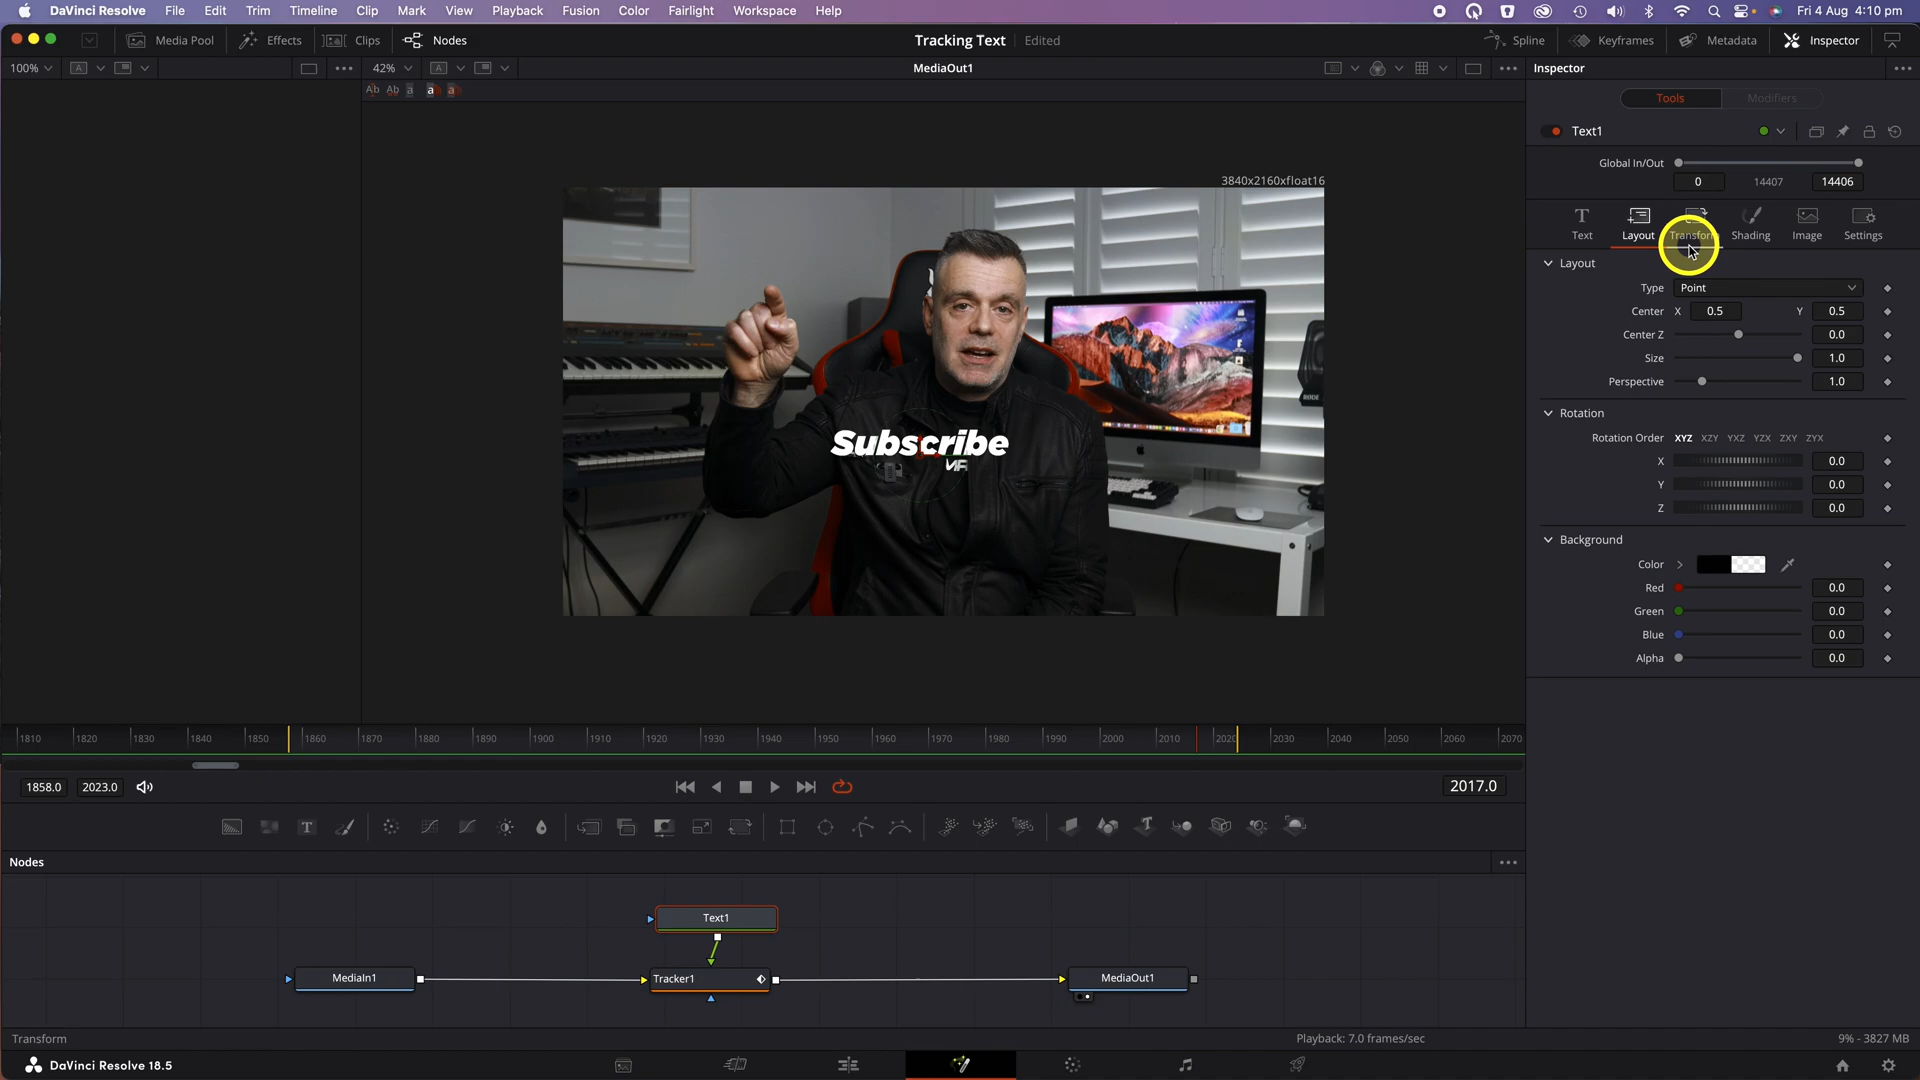 DaVinci Resolve File Edit Trim Timeline Clip Mark View Playback Fusion Color Fairlight Workspace Help Fri 4 Aug 4:10 pm
Media Pool Effects Clips Nodes Tracking Text Edited Spline Keyframes Metadata Inspector
100% A 42% A MediaOut1 Inspector
Ab Ab a a a
Tools Modifiers
Text1
Global In/Out
0 14407 14406
3840x2160xfloat16
Text Layout Transform Shading Image Settings
Layout
Type Point
Center X 0.5 Y 0.5
Center Z 0.0
Size 1.0
Perspective 1.0
RODE
Subscribe
Rotation
Rotation Order XYZ XZY YXZ YZX ZXY ZYX
X 0.0
Y 0.0
Z 0.0
Background
Color
Red 0.0
Green 0.0
Blue 0.0
Alpha 0.0
1810 1820 1830 1840 1850 1860 1870 1880 1890 1900 1910 1920 1930 1940 1950 1960 1970 1980 1990 2000 2010 2020 2030 2040 2050 2060 2070
1858.0 2023.0 2017.0
T T
Nodes
Text1
MediaIn1 Tracker1 MediaOut1
Transform Playback: 7.0 frames/sec 9% - 3827 MB
DaVinci Resolve 18.5